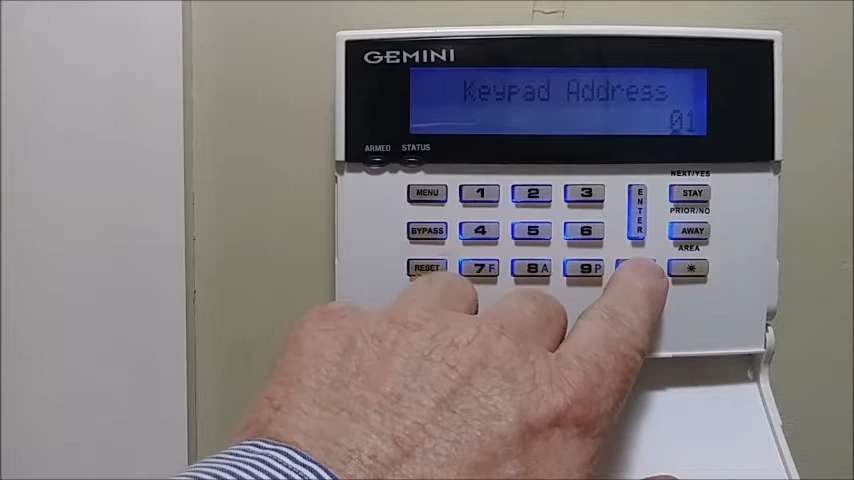 GEMINI
Keypad Address
01
ARMED STATUS
NEXT/YES
MENU 1 2 3 ENTER STAY
PRIOR/NO
BYPASS 4 5 6 AWAY
AREA
RESET 7F 8A 9P *